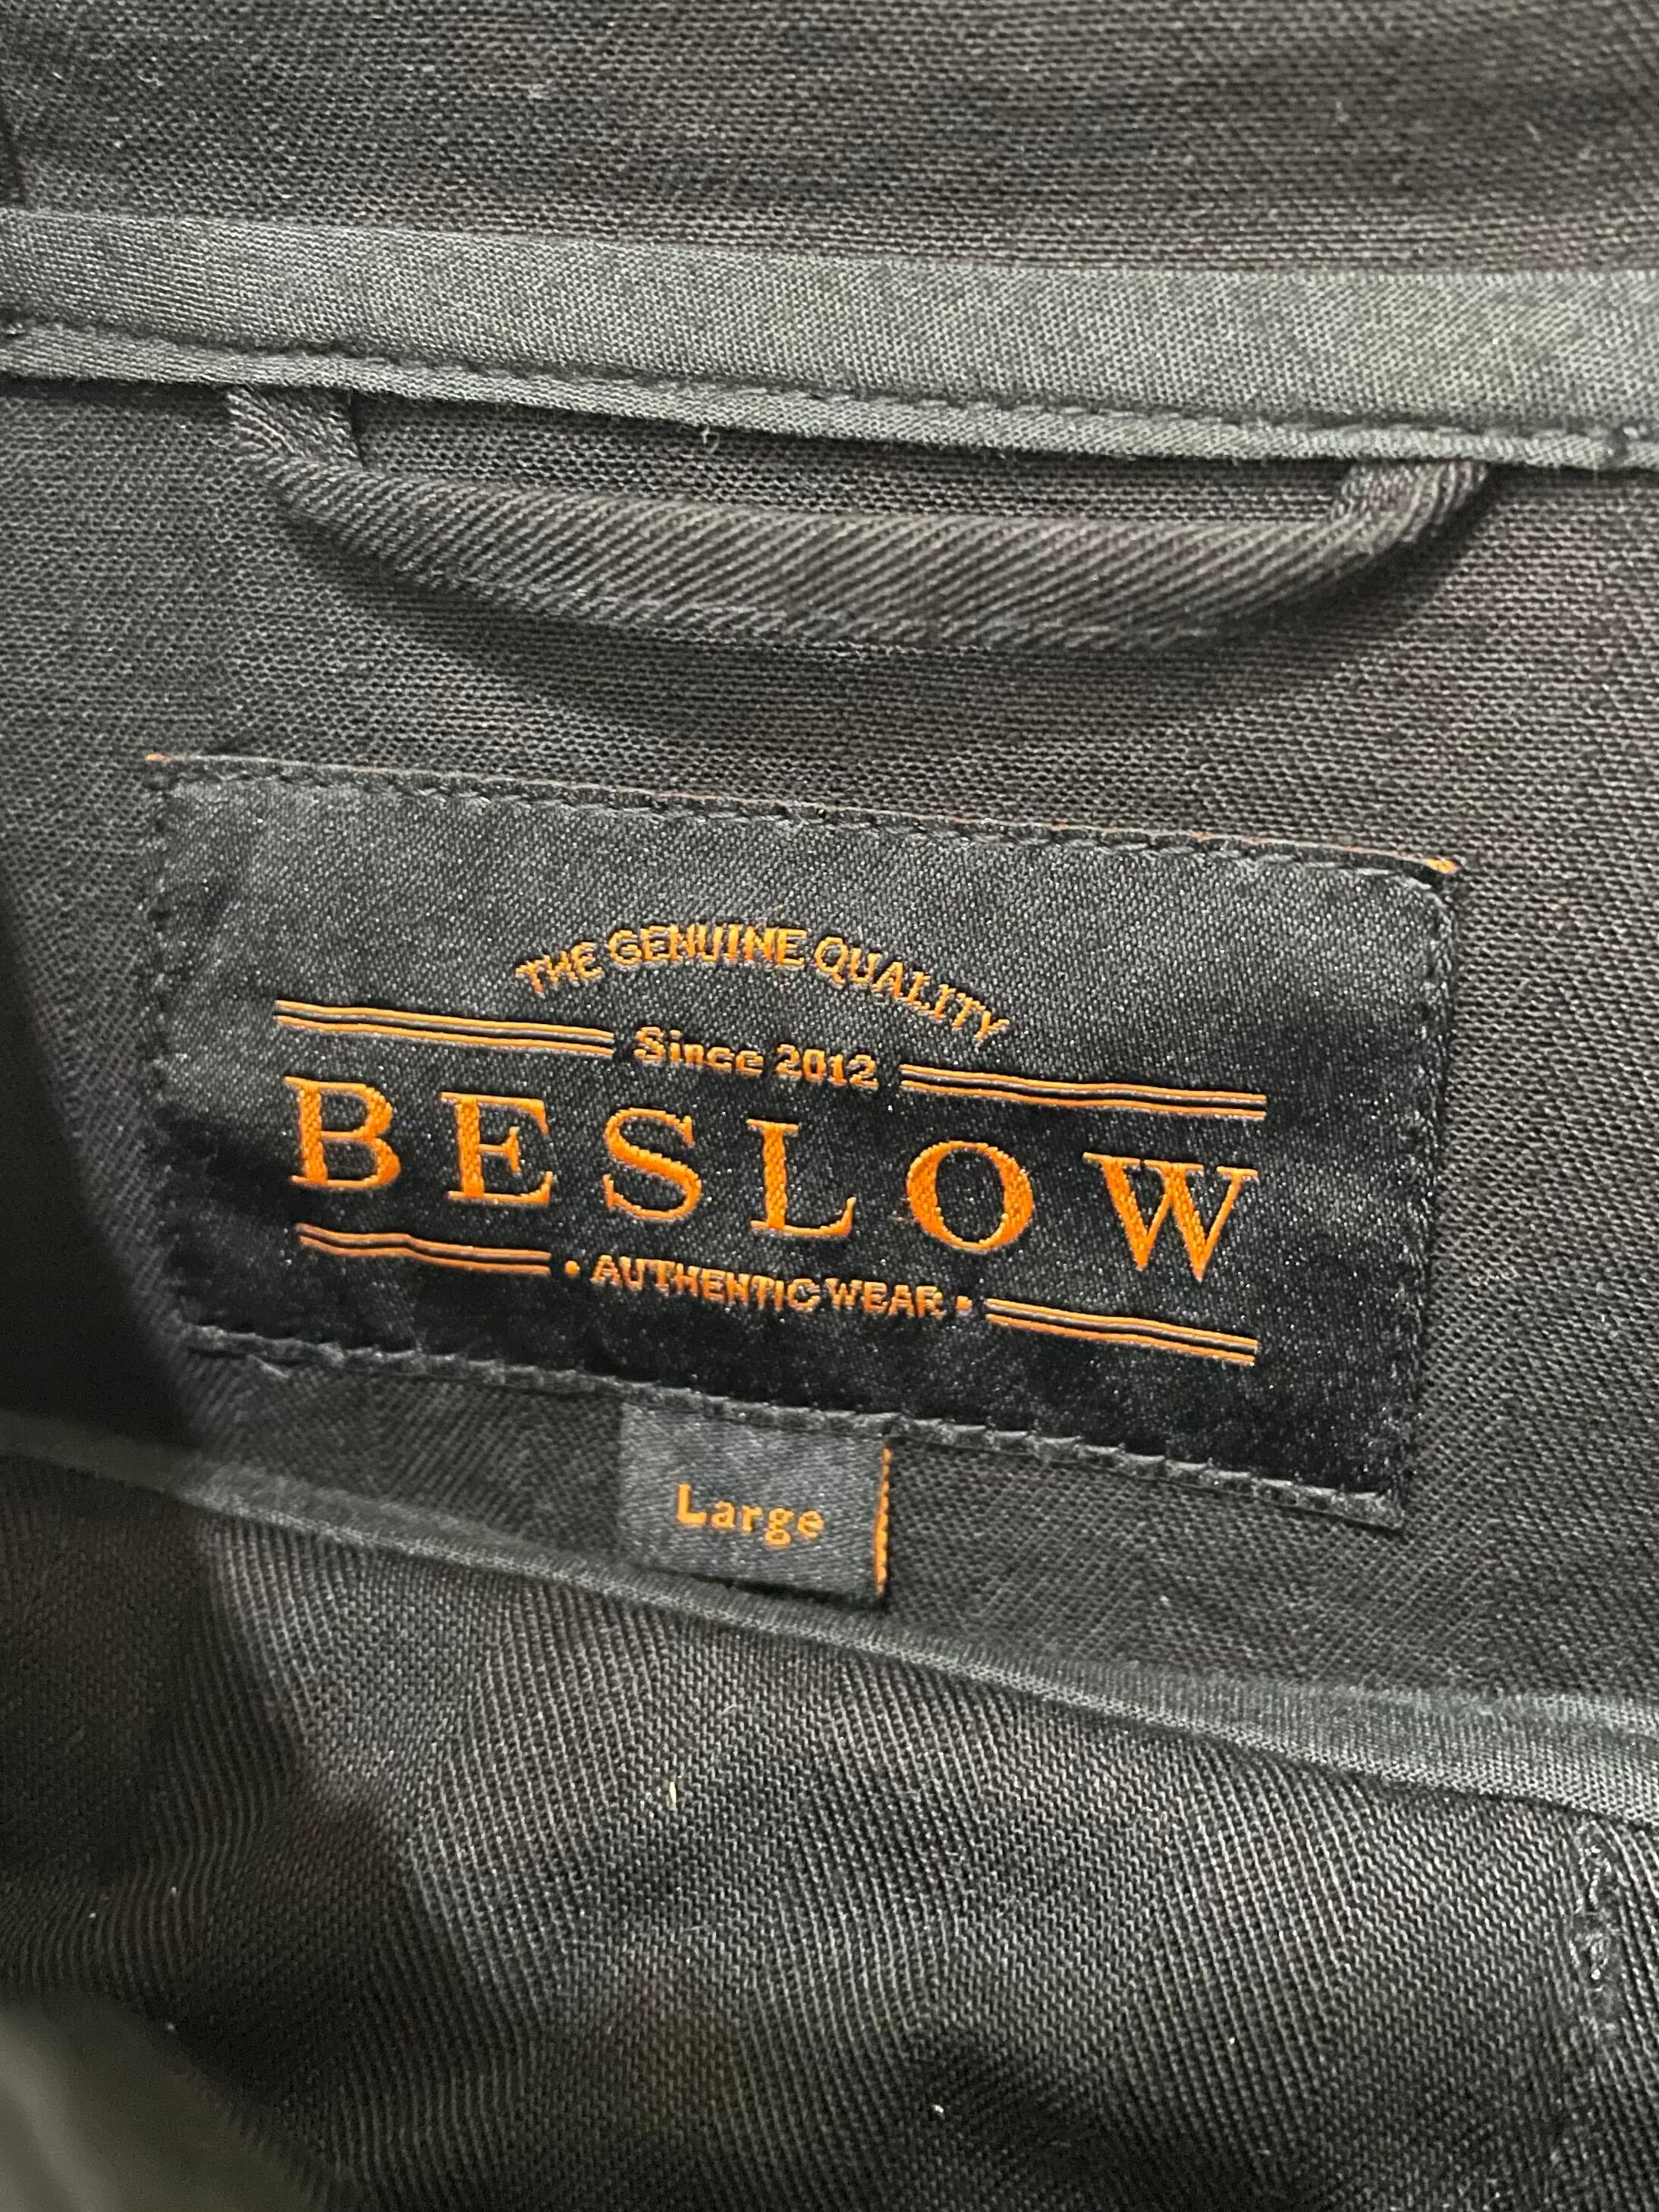 THE GENUINE QUALITY
Since 2012
BESLOW
• AUTHENTIC WEAR •
Large